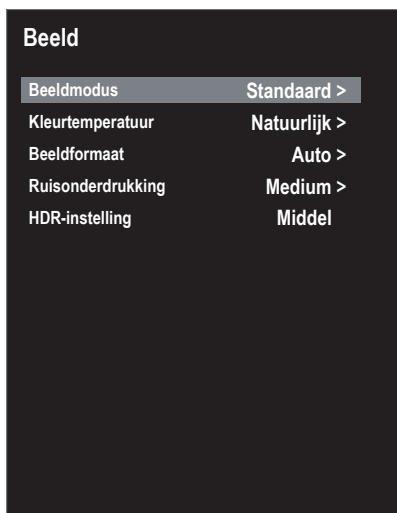 Beeld
Beeldmodus Standaard >
Kleurtemperatuur Natuurlijk >
Beeldformaat Auto >
Ruisonderdrukking Medium >
HDR-instelling Middel